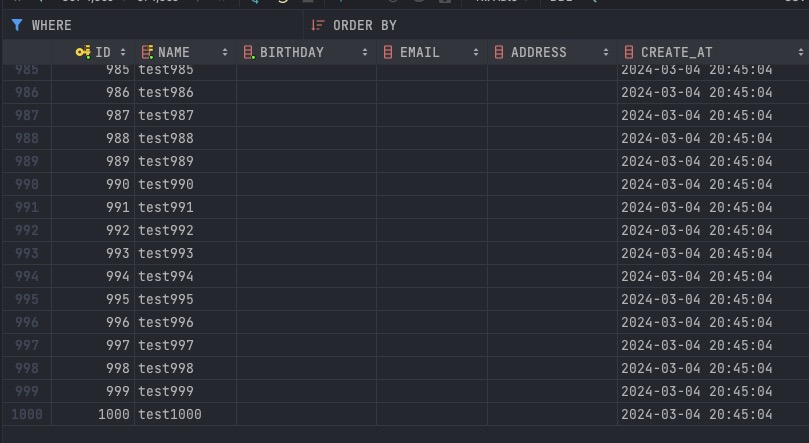 WHERE ORDER BY
ID NAME BIRTHDAY EMAIL ADDRESS CREATE_AT
985 985 test985 2024-03-04 20:45:04
986 986 test986 2024-03-04 20:45:04
987 987 test987 2024-03-04 20:45:04
988 988 test988 2024-03-04 20:45:04
989 989 test989 2024-03-04 20:45:04
990 990 test990 2024-03-04 20:45:04
991 991 test991 2024-03-04 20:45:04
992 992 test992 2024-03-04 20:45:04
993 993 test993 2024-03-04 20:45:04
994 994 test994 2024-03-04 20:45:04
995 995 test995 2024-03-04 20:45:04
996 996 test996 2024-03-04 20:45:04
997 997 test997 2024-03-04 20:45:04
998 998 test998 2024-03-04 20:45:04
999 999 test999 2024-03-04 20:45:04
1000 1000 test1000 2024-03-04 20:45:04